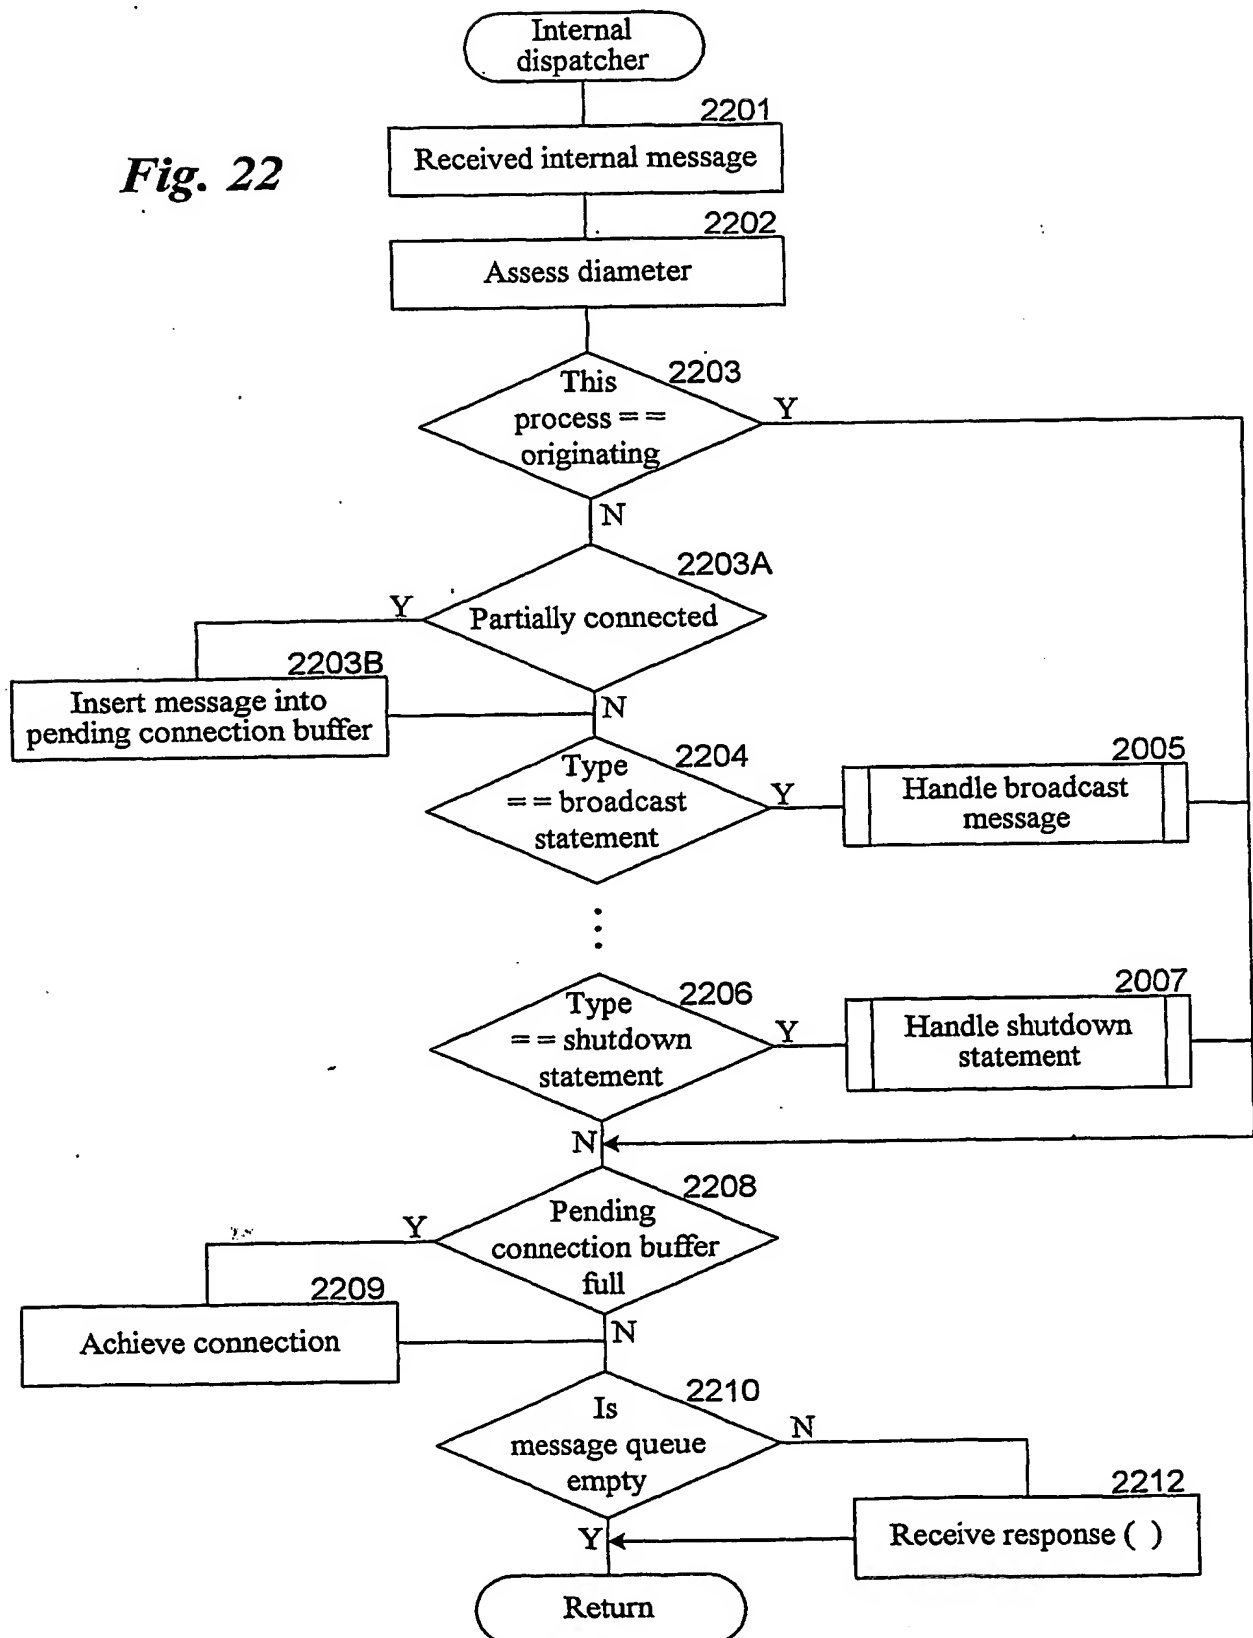 Internal
dispatcher
2201
Received internal message
Fig. 22
2202
Assess diameter
2203
This
process = =
originating
Y
N
2203A
Partially connected
Y
2203B
Insert message into
pending connection buffer
N
2204
Type
= = broadcast
statement
Y
2005
Handle broadcast
message
2206
Type
= = shutdown
statement
Y
2007
Handle shutdown
statement
N
2208
Pending
connection buffer
full
Y
2209
Achieve connection
N
2210
Is
message queue
empty
N
2212
Receive response ( )
Y
Return